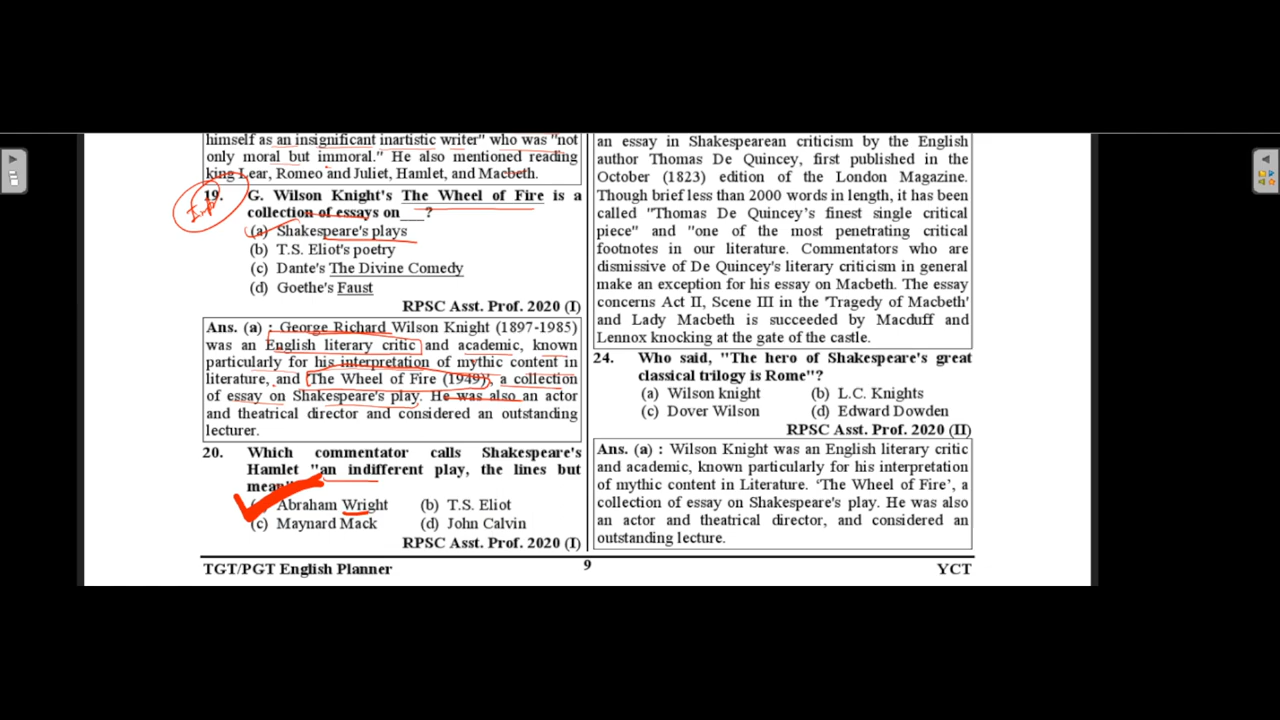 himself as an insignificant inartistic writer" who was "not
only moral but immoral." He also mentioned reading
king Lear, Romeo and Juliet, Hamlet, and Macbeth.
19. G. Wilson Knight's The Wheel of Fire is a
collection of essays on___?
(a) Shakespeare's plays
(b) T.S. Eliot's poetry
(c) Dante's The Divine Comedy
(d) Goethe's Faust
RPSC Asst. Prof. 2020 (I)
Ans. (a) : George Richard Wilson Knight (1897-1985)
was an English literary critic and academic, known
particularly for his interpretation of mythic content in
literature, and The Wheel of Fire (1949), a collection
of essay on Shakespeare's play. He was also an actor
and theatrical director and considered an outstanding
lecturer.
20. Which commentator calls Shakespeare's
Hamlet "an indifferent play, the lines but
mean"
Abraham Wright (b) T.S. Eliot
(c) Maynard Mack (d) John Calvin
RPSC Asst. Prof. 2020 (I)
an essay in Shakespearean criticism by the English
author Thomas De Quincey, first published in the
October (1823) edition of the London Magazine.
Though brief less than 2000 words in length, it has been
called "Thomas De Quincey's finest single critical
piece" and "one of the most penetrating critical
footnotes in our literature. Commentators who are
dismissive of De Quincey's literary criticism in general
make an exception for his essay on Macbeth. The essay
concerns Act II, Scene III in the 'Tragedy of Macbeth'
and Lady Macbeth is succeeded by Macduff and
Lennox knocking at the gate of the castle.
24. Who said, "The hero of Shakespeare's great
classical trilogy is Rome"?
(a) Wilson knight (b) L.C. Knights
(c) Dover Wilson (d) Edward Dowden
RPSC Asst. Prof. 2020 (II)
Ans. (a) : Wilson Knight was an English literary critic
and academic, known particularly for his interpretation
of mythic content in Literature. 'The Wheel of Fire', a
collection of essay on Shakespeare's play. He was also
an actor and theatrical director, and considered an
outstanding lecture.
TGT/PGT English Planner 9 YCT